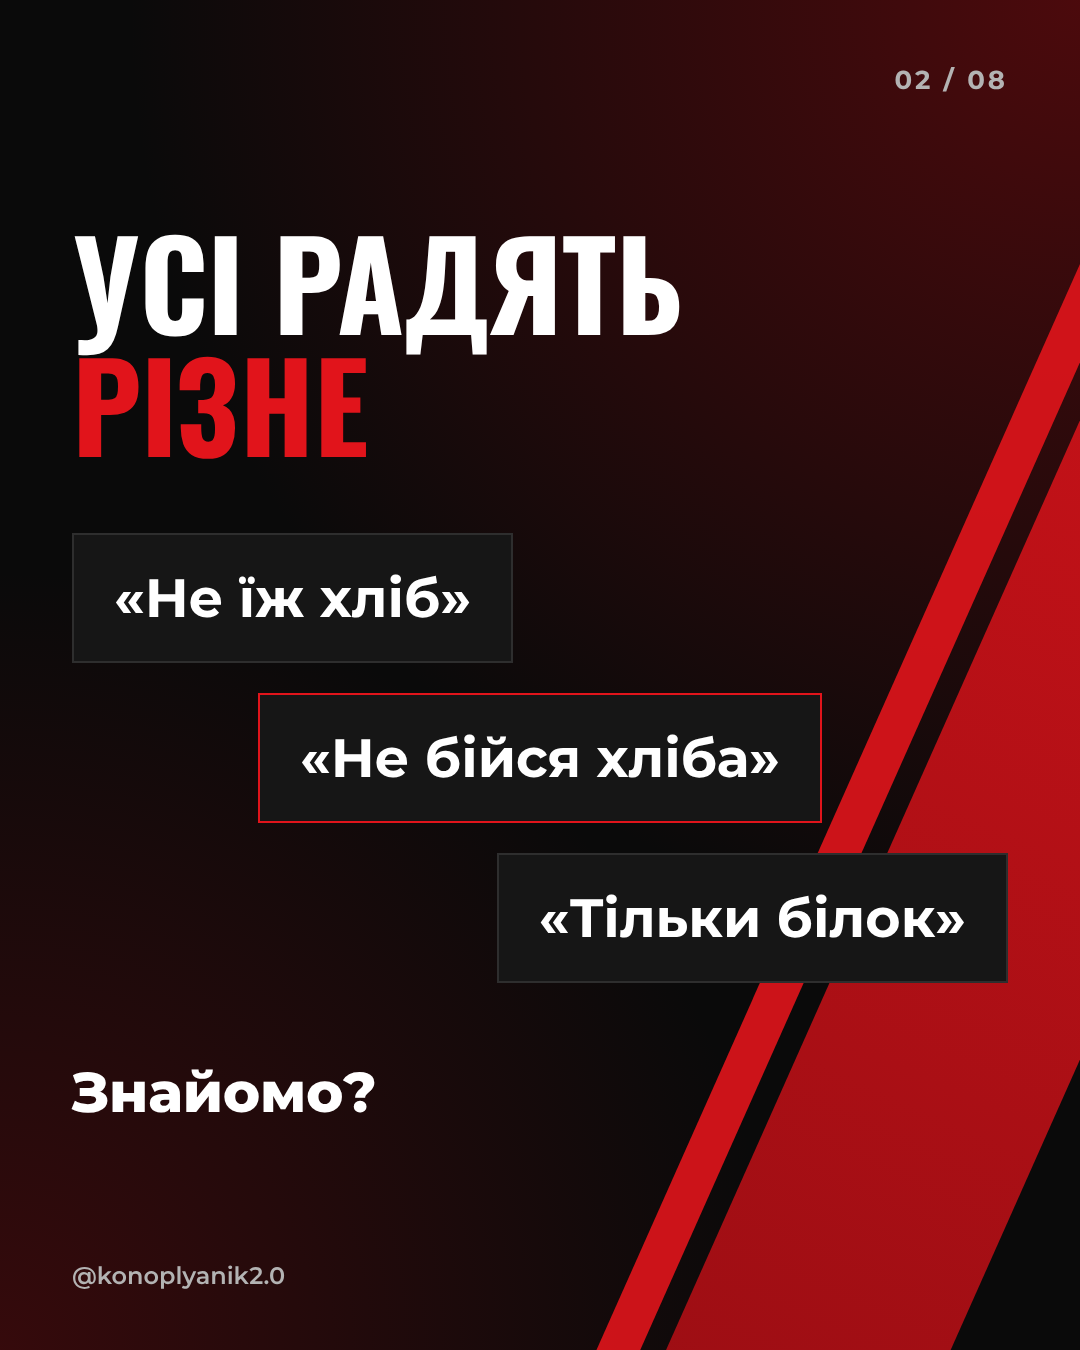 02 / 08
УСІ РАДЯТЬ
РІЗНЕ
«Не їж хліб»
«Не бійся хліба»
«Тільки білок»
Знайомо?
@konoplyanik2.0